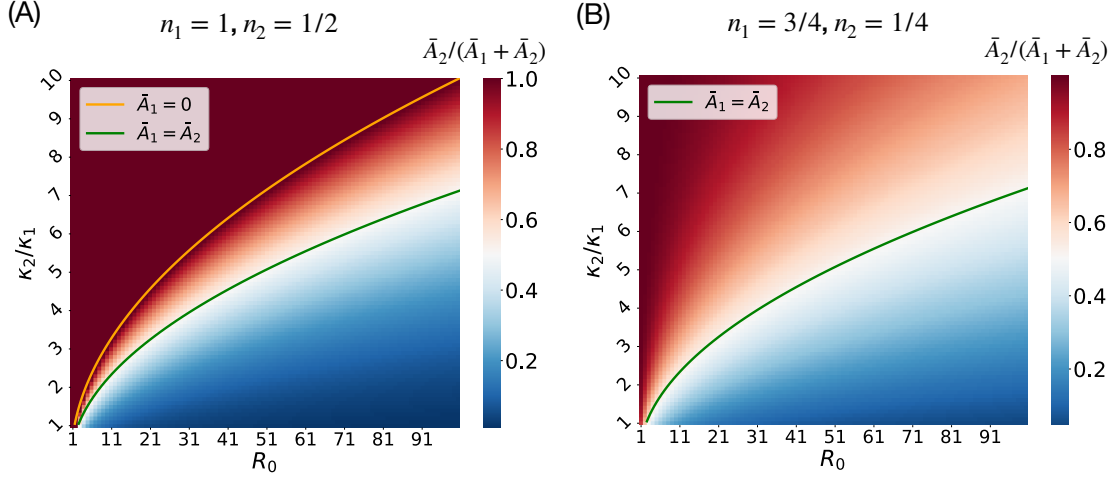 (A)
n₁ = 1, n₂ = 1/2
Ā₂/(Ā₁ + Ā₂)
Ā₁ = 0
Ā₁ = Ā₂
κ₂/κ₁
10
9
8
7
6
5
4
3
2
1
1 11 21 31 41 51 61 71 81 91
R₀
1.0
0.8
0.6
0.4
0.2
(B)
n₁ = 3/4, n₂ = 1/4
Ā₂/(Ā₁ + Ā₂)
Ā₁ = Ā₂
κ₂/κ₁
10
9
8
7
6
5
4
3
2
1
1 11 21 31 41 51 61 71 81 91
R₀
0.8
0.6
0.4
0.2